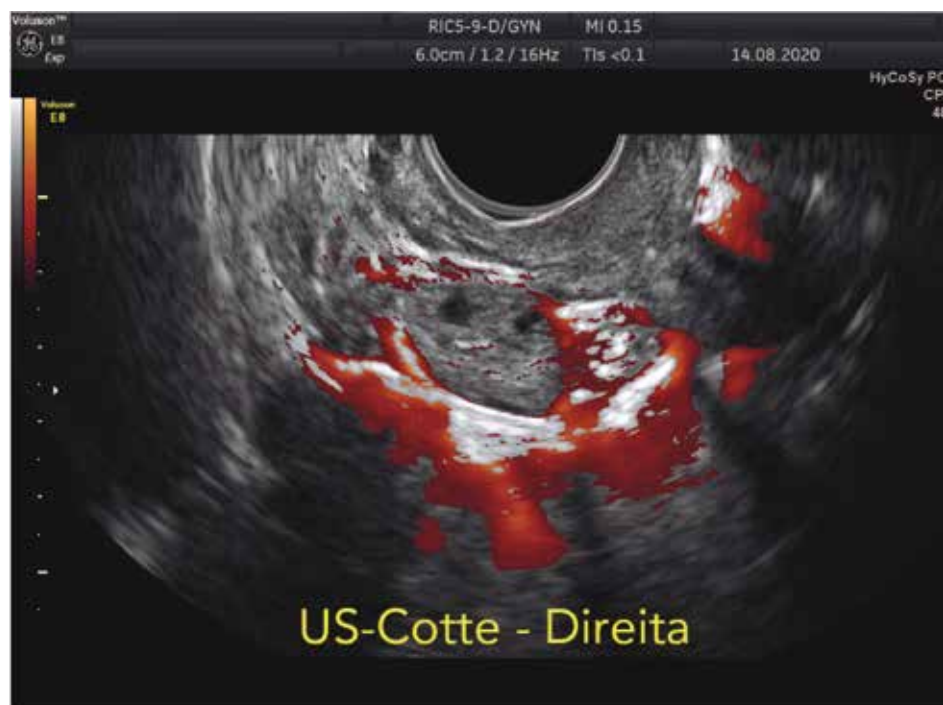 Voluson™
E8
Exp
RIC5-9-D/GYN MI 0.15
6.0cm / 1.2 / 16Hz TIs <0.1 14.08.2020
HyCoSy
Voluson
E8
US-Cotte - Direita